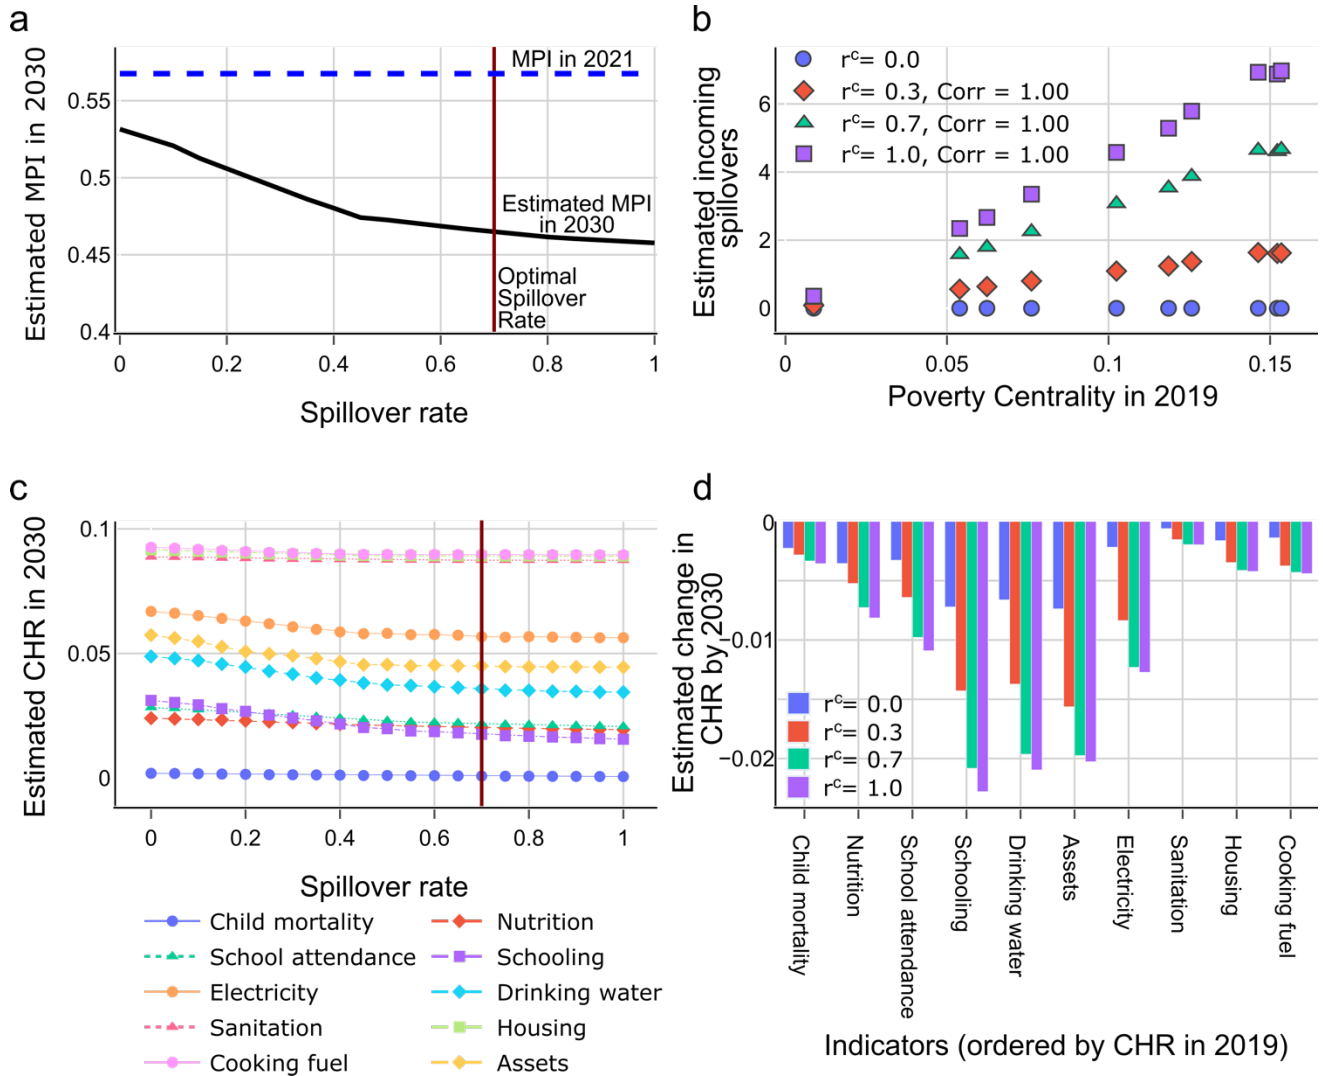 a
Estimated MPI in 2030
0.55
0.5
0.45
0.4
MPI in 2021
Estimated MPI
in 2030
Optimal
Spillover
Rate
0
0.2
0.4
0.6
0.8
1
Spillover rate
b
Estimated incoming
spillovers
6
4
2
0
rᶜ= 0.0
rᶜ= 0.3, Corr = 1.00
rᶜ= 0.7, Corr = 1.00
rᶜ= 1.0, Corr = 1.00
0
0.05
0.1
0.15
Poverty Centrality in 2019
c
Estimated CHR in 2030
0.1
0.05
0
0
0.2
0.4
0.6
0.8
1
Spillover rate
Child mortality
Nutrition
School attendance
Schooling
Electricity
Drinking water
Sanitation
Housing
Cooking fuel
Assets
d
Estimated change in
CHR by 2030
0
−0.01
−0.02
rᶜ= 0.0
rᶜ= 0.3
rᶜ= 0.7
rᶜ= 1.0
Child mortality
Nutrition
School attendance
Schooling
Drinking water
Assets
Electricity
Sanitation
Housing
Cooking fuel
Indicators (ordered by CHR in 2019)